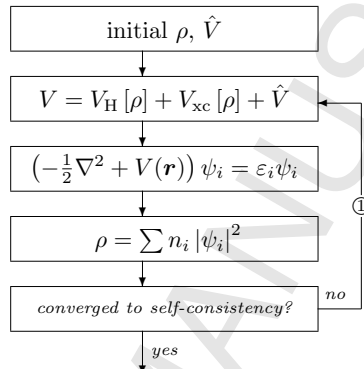 initial ρ, V̂
V = V_H [ρ] + V_xc [ρ] + V̂
(−½∇² + V(r)) ψ_i = ε_i ψ_i
ρ = ∑ n_i |ψ_i|²
converged to self-consistency?
no
①
yes
MANUS